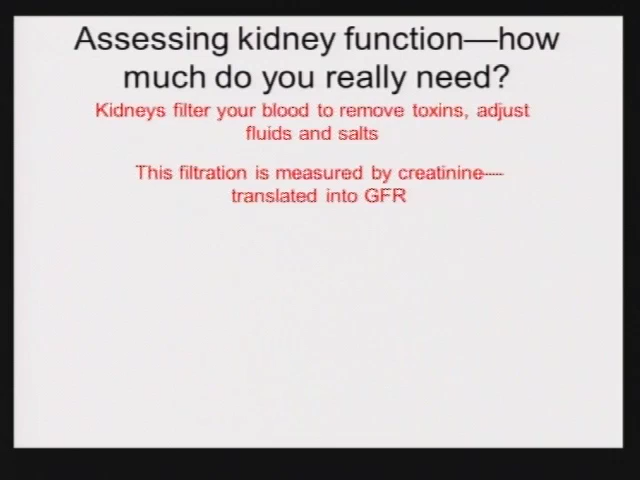 Assessing kidney function—how
much do you really need?
Kidneys filter your blood to remove toxins, adjust
fluids and salts
This filtration is measured by creatinine----
translated into GFR